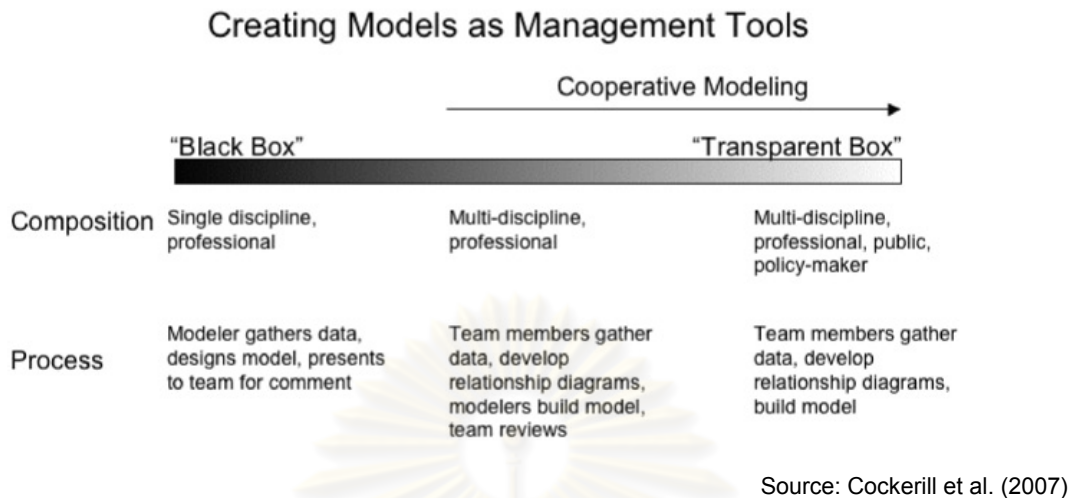 Creating Models as Management Tools
Cooperative Modeling
“Black Box”
“Transparent Box”
Composition
Single discipline,
professional
Multi-discipline,
professional
Multi-discipline,
professional, public,
policy-maker
Process
Modeler gathers data,
designs model, presents
to team for comment
Team members gather
data, develop
relationship diagrams,
modelers build model,
team reviews
Team members gather
data, develop
relationship diagrams,
build model
Source: Cockerill et al. (2007)